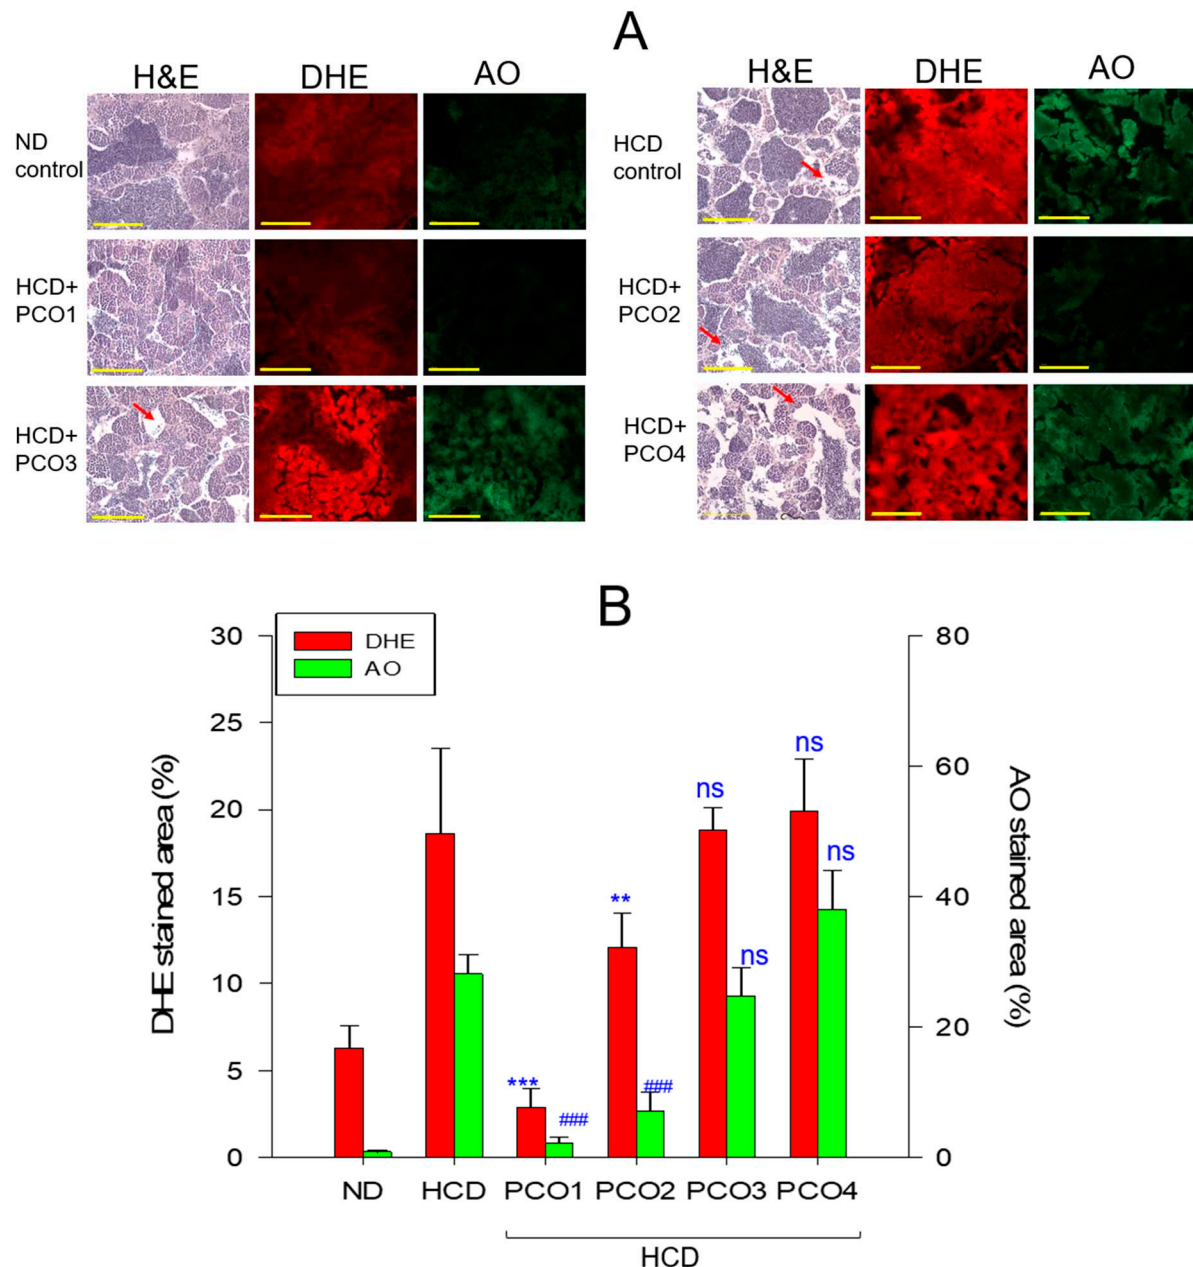 A
H&E DHE AO
H&E DHE AO
ND
control
HCD
control
HCD+
PCO1
HCD+
PCO2
HCD+
PCO3
HCD+
PCO4
B
DHE
AO
DHE stained area (%)
30
25
20
15
10
5
0
AO stained area (%)
80
60
40
20
0
***
###
**
###
ns
ns
ns
ns
ND HCD PCO1 PCO2 PCO3 PCO4
HCD